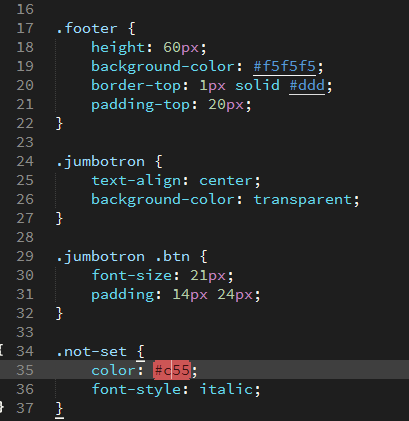 16
17 .footer {
18 height: 60px;
19 background-color: #f5f5f5;
20 border-top: 1px solid #ddd;
21 padding-top: 20px;
22 }
23
24 .jumbotron {
25 text-align: center;
26 background-color: transparent;
27 }
28
29 .jumbotron .btn {
30 font-size: 21px;
31 padding: 14px 24px;
32 }
33
{ 34 .not-set {
35 color: #c55;
36 font-style: italic;
} 37 }